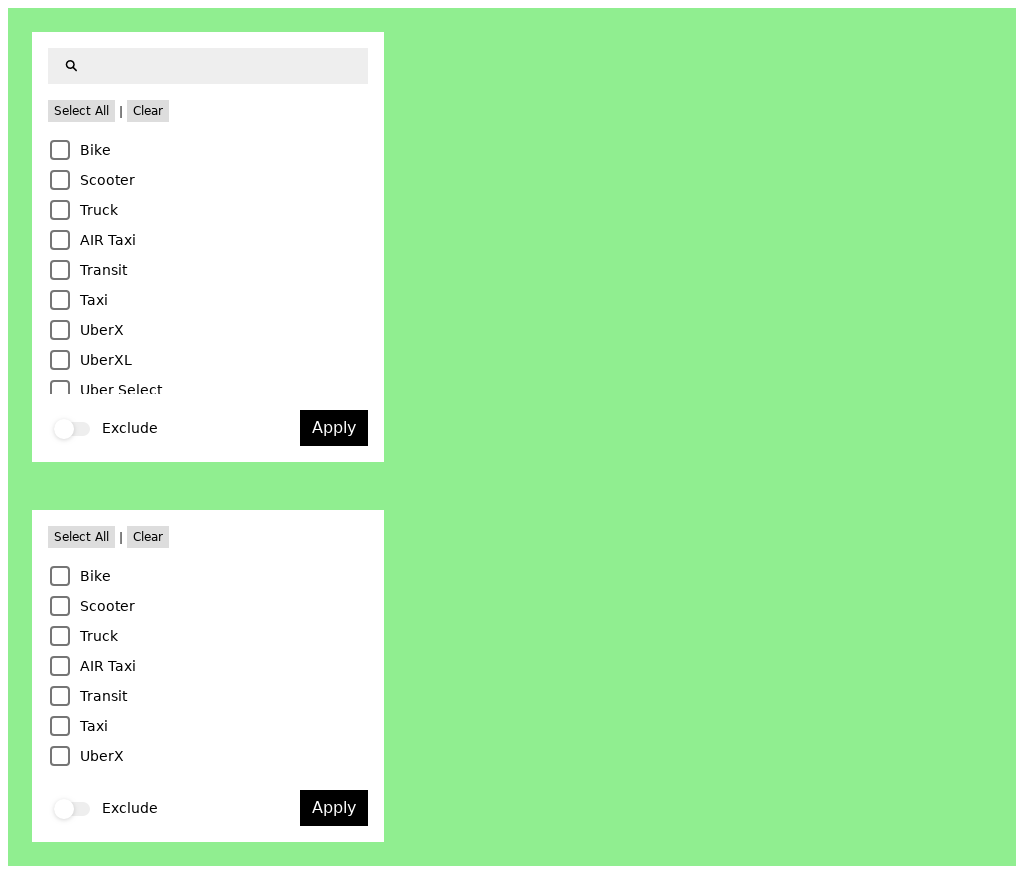 Select All | Clear
Bike
Scooter
Truck
AIR Taxi
Transit
Taxi
UberX
UberXL
Uber Select
Exclude Apply
Select All | Clear
Bike
Scooter
Truck
AIR Taxi
Transit
Taxi
UberX
Exclude Apply